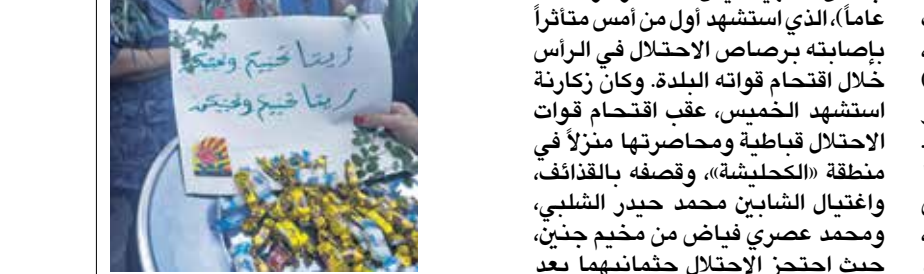 عاماً)، الذي استشهد أول من أمس متأثراً
بإصابته برصاص الاحتلال في الرأس
خلال اقتحام قواته البلدة. وكان زكارنة
استشهد الخميس، عقب اقتحام قوات
الاحتلال قباطية ومحاصرتها منزلاً في
منطقة «الكحليشة»، وقصفه بالقذائف،
واغتيال الشابين محمد حيدر الشلبي،
ومحمد عصري فياض من مخيم جنين،
حيث احتجز الاحتلال جثمانيهما بعد